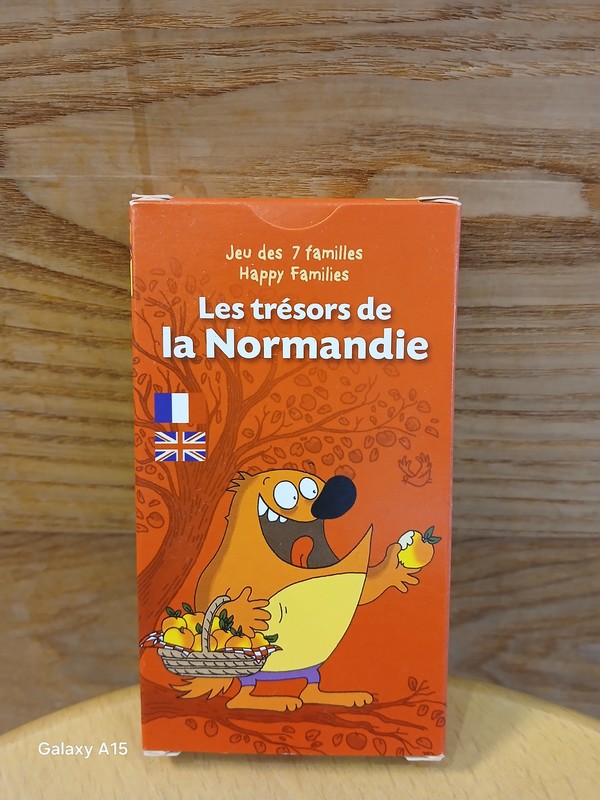 Jeu des 7 familles
Happy Families
Les trésors de
la Normandie
Galaxy A15